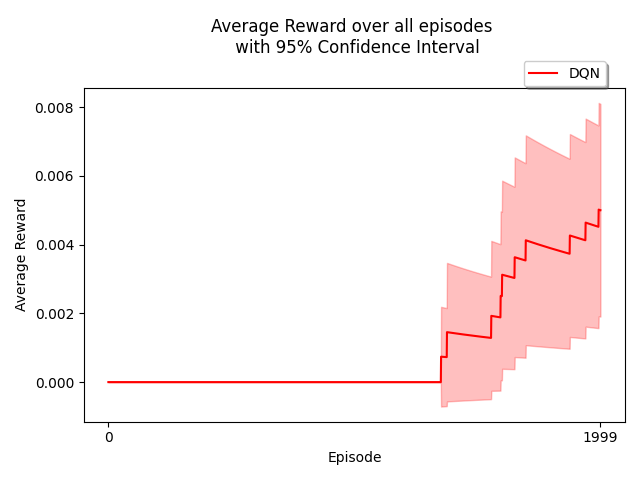 Average Reward over all episodes
with 95% Confidence Interval
DQN
0.008
0.006
0.004
0.002
0.000
Average Reward
0 1999
Episode